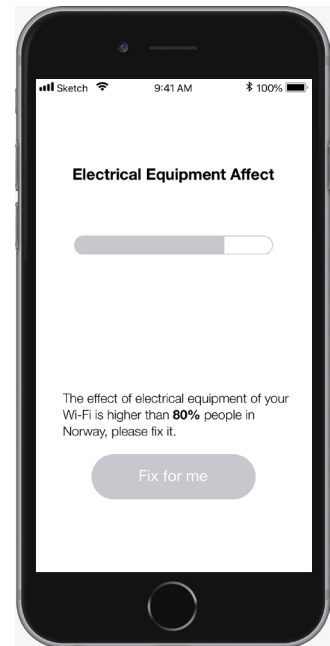 Sketch 9:41 AM 100%
Electrical Equipment Affect
The effect of electrical equipment of your
Wi-Fi is higher than 80% people in
Norway, please fix it.
Fix for me